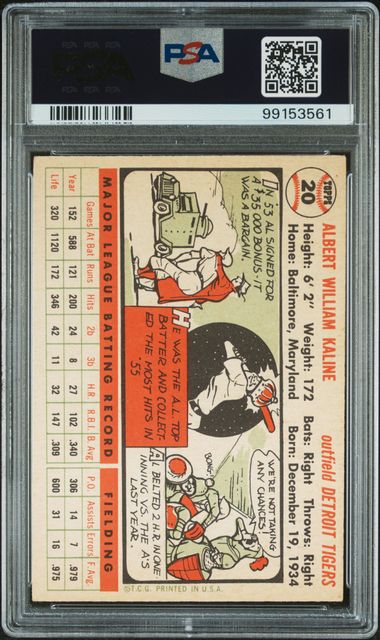 PSA
99153561
TOPPS
20
ALBERT WILLIAM KALINE
outfield DETROIT TIGERS
Height: 6' 2" Weight: 172 Bats: Right Throws: Right
Home: Baltimore, Maryland Born: December 19, 1934
IN '53 AL SIGNED FOR
A $35,000 BONUS-IT
WAS A BARGAIN.
HE WAS THE A.L. TOP
BATTER AND COLLECT-
ED THE MOST HITS IN
'55
WE'RE NOT TAKING
ANY CHANCES!
BONG-
AL BELTED 2 H.R. IN ONE
INNING VS. THE A'S
LAST YEAR.
MAJOR LEAGUE BATTING RECORD FIELDING
Games At Bat Runs Hits 2b 3b H.R. R.B.I. B. Avg P.O. Assists Errors F. Avg.
Year 152 588 121 200 24 8 27 102 .340 306 14 7 .979
Life 320 1120 172 346 42 11 32 147 .309 600 31 16 .975
©T.C.G. PRINTED IN U.S.A.